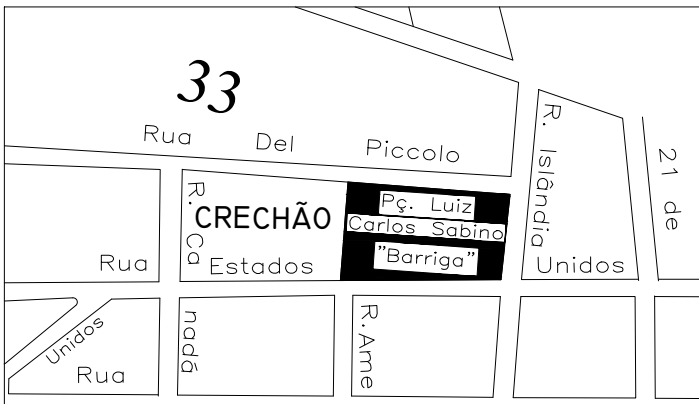 33
Rua Del Piccolo
R. Islândia
21 de
R. Ca
nadá
CRECHÃO
Pç. Luiz
Carlos Sabino
"Barriga"
Rua Estados Unidos
Unidos
Rua
R. Ame